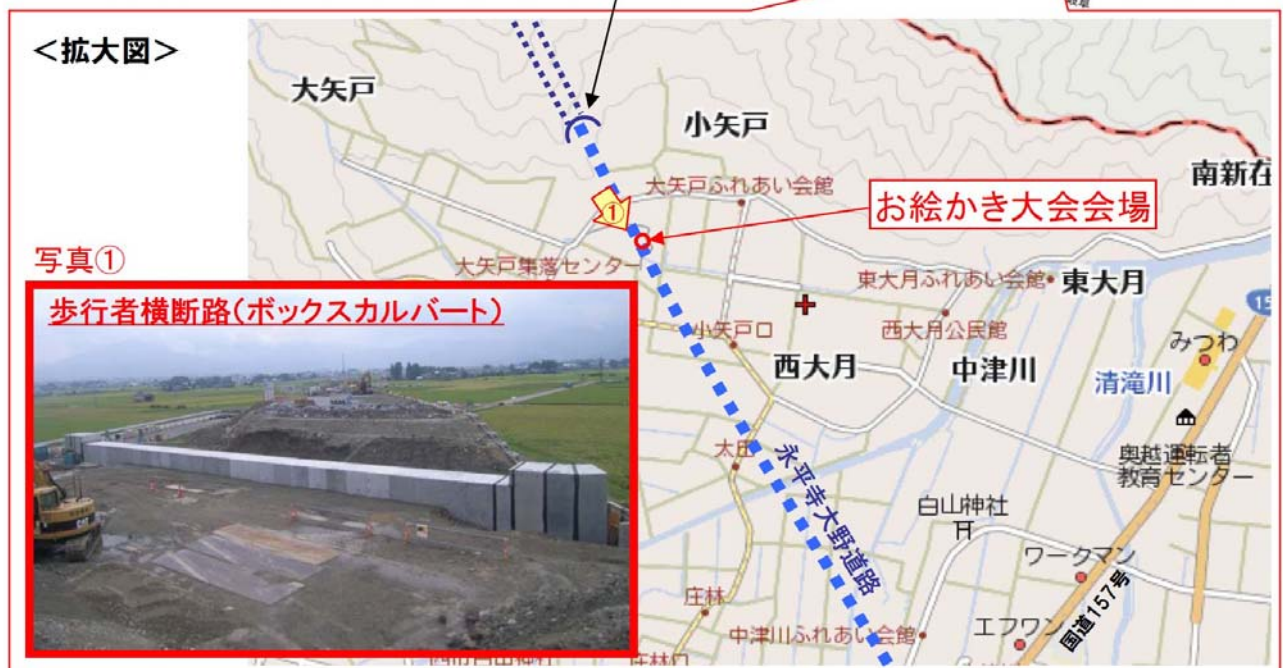 <拡大図>
大矢戸
小矢戸
南新在
大矢戸ふれあい会館
①
お絵かき大会会場
写真①
大矢戸集落センター
東大月ふれあい会館
東大月
歩行者横断路(ボックスカルバート)
小矢戸口
西大月公民館
15
みつわ
西大月
中津川
清滝川
太田
奥越運転者
教育センター
永平寺大野道路
白山神社
ワークマン
国道157号
庄林
中津川ふれあい会館
エフワン
庄林口
CAT